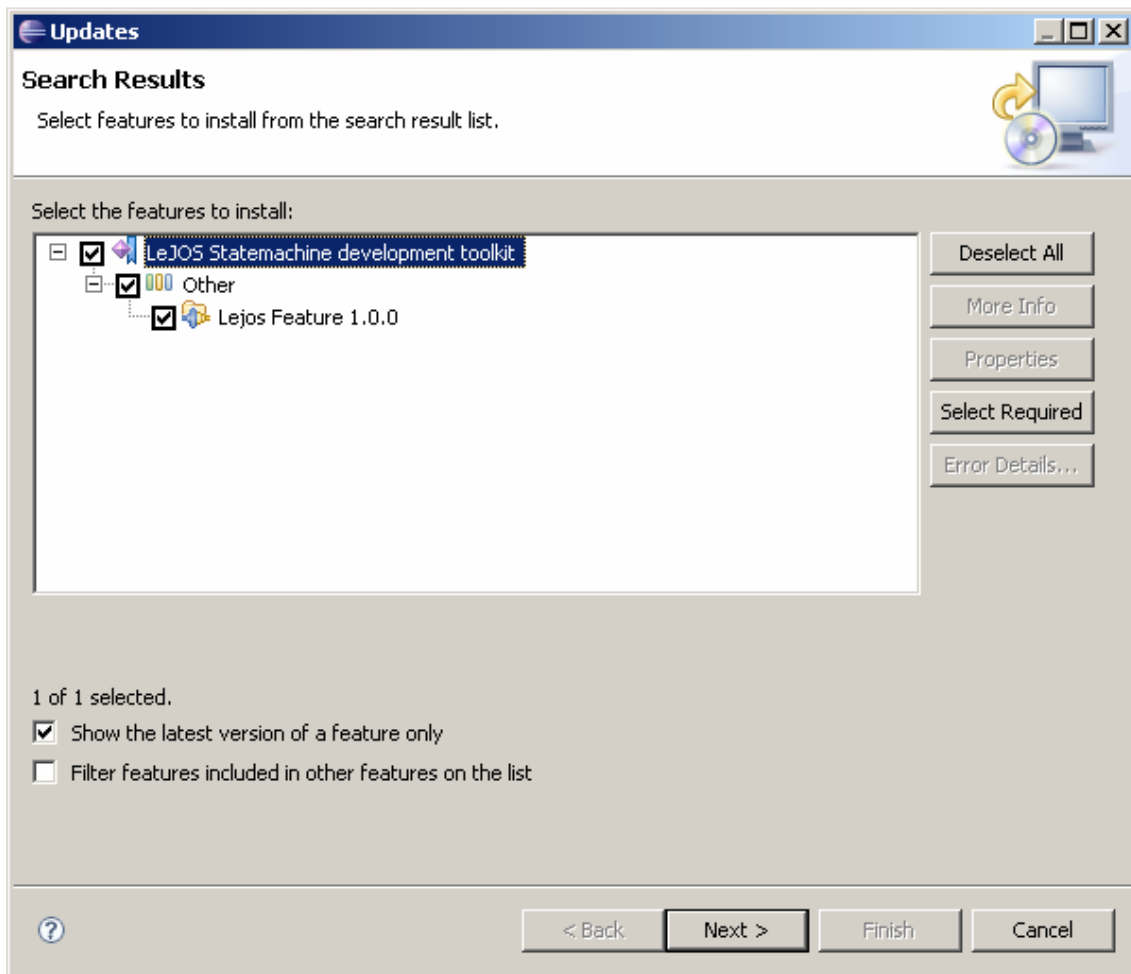 Updates
Search Results
Select features to install from the search result list.
Select the features to install:
LeJOS Statemachine development toolkit
Other
Lejos Feature 1.0.0
Deselect All
More Info
Properties
Select Required
Error Details...
1 of 1 selected.
Show the latest version of a feature only
Filter features included in other features on the list
?
< Back
Next >
Finish
Cancel